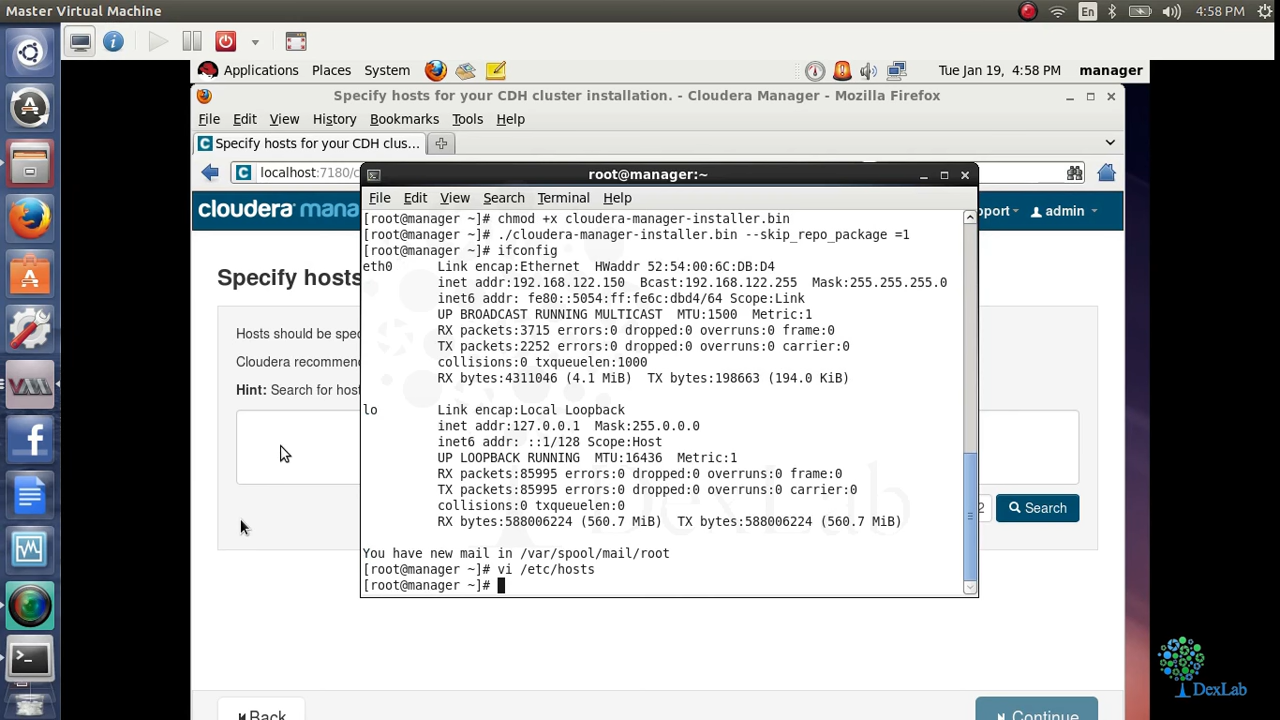 Master Virtual Machine
En
4:58 PM
Applications Places System
Tue Jan 19, 4:58 PM manager
Specify hosts for your CDH cluster installation. - Cloudera Manager - Mozilla Firefox
File Edit View History Bookmarks Tools Help
Specify hosts for your CDH clus...
localhost:7180/c
cloudera mana
pport
admin
root@manager:~
File Edit View Search Terminal Help
[root@manager ~]# chmod +x cloudera-manager-installer.bin
[root@manager ~]# ./cloudera-manager-installer.bin --skip_repo_package =1
[root@manager ~]# ifconfig
eth0 Link encap:Ethernet HWaddr 52:54:00:6C:DB:D4
inet addr:192.168.122.150 Bcast:192.168.122.255 Mask:255.255.255.0
inet6 addr: fe80::5054:ff:fe6c:dbd4/64 Scope:Link
UP BROADCAST RUNNING MULTICAST MTU:1500 Metric:1
RX packets:3715 errors:0 dropped:0 overruns:0 frame:0
TX packets:2252 errors:0 dropped:0 overruns:0 carrier:0
collisions:0 txqueuelen:1000
RX bytes:4311046 (4.1 MiB) TX bytes:198663 (194.0 KiB)
lo Link encap:Local Loopback
inet addr:127.0.0.1 Mask:255.0.0.0
inet6 addr: ::1/128 Scope:Host
UP LOOPBACK RUNNING MTU:16436 Metric:1
RX packets:85995 errors:0 dropped:0 overruns:0 frame:0
TX packets:85995 errors:0 dropped:0 overruns:0 carrier:0
collisions:0 txqueuelen:0
RX bytes:588006224 (560.7 MiB) TX bytes:588006224 (560.7 MiB)
You have new mail in /var/spool/mail/root
[root@manager ~]# vi /etc/hosts
[root@manager ~]#
Specify hosts
Hosts should be spec
Cloudera recommen
Hint: Search for host
2
Search
Back
Continue
DexLab
DexLab